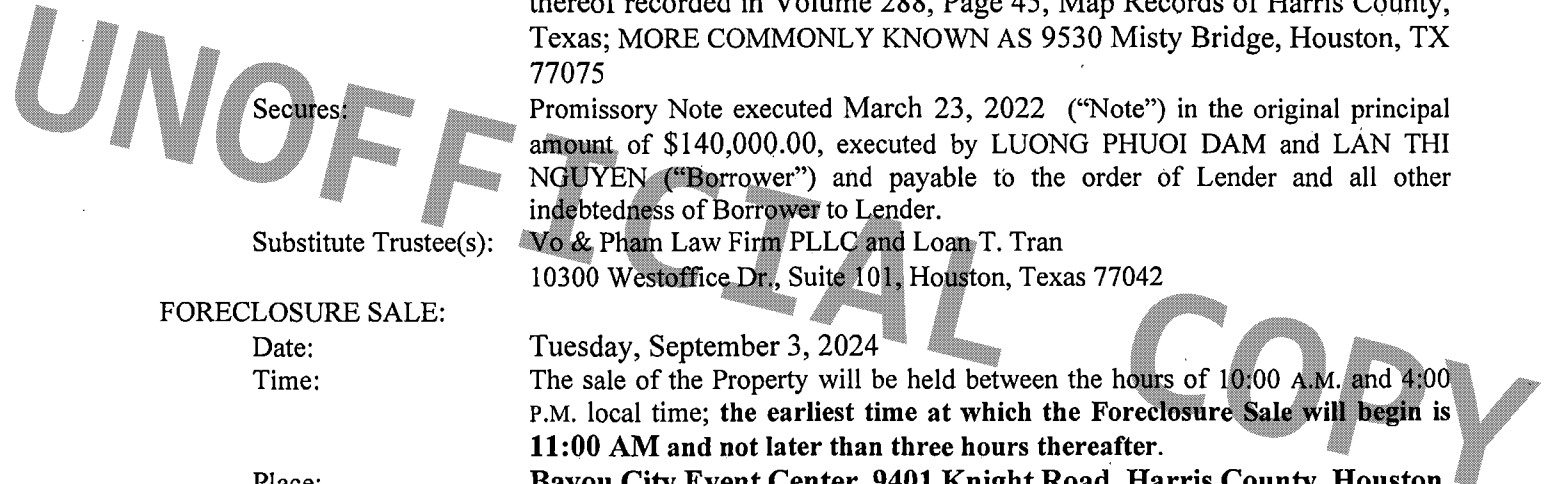 thereof recorded in Volume 288, Page 45, Map Records of Harris County,
Texas; MORE COMMONLY KNOWN AS 9530 Misty Bridge, Houston, TX
77075
Secures: Promissory Note executed March 23, 2022 (“Note”) in the original principal
amount of $140,000.00, executed by LUONG PHUOI DAM and LAN THI
NGUYEN (“Borrower”) and payable to the order of Lender and all other
indebtedness of Borrower to Lender.
Substitute Trustee(s): Vo & Pham Law Firm PLLC and Loan T. Tran
10300 Westoffice Dr., Suite 101, Houston, Texas 77042
FORECLOSURE SALE:
Date: Tuesday, September 3, 2024
Time: The sale of the Property will be held between the hours of 10:00 A.M. and 4:00
P.M. local time; the earliest time at which the Foreclosure Sale will begin is
11:00 AM and not later than three hours thereafter.
Place: Bayou City Event Center, 9401 Knight Road, Harris County, Houston,
UNOFFICIAL COPY